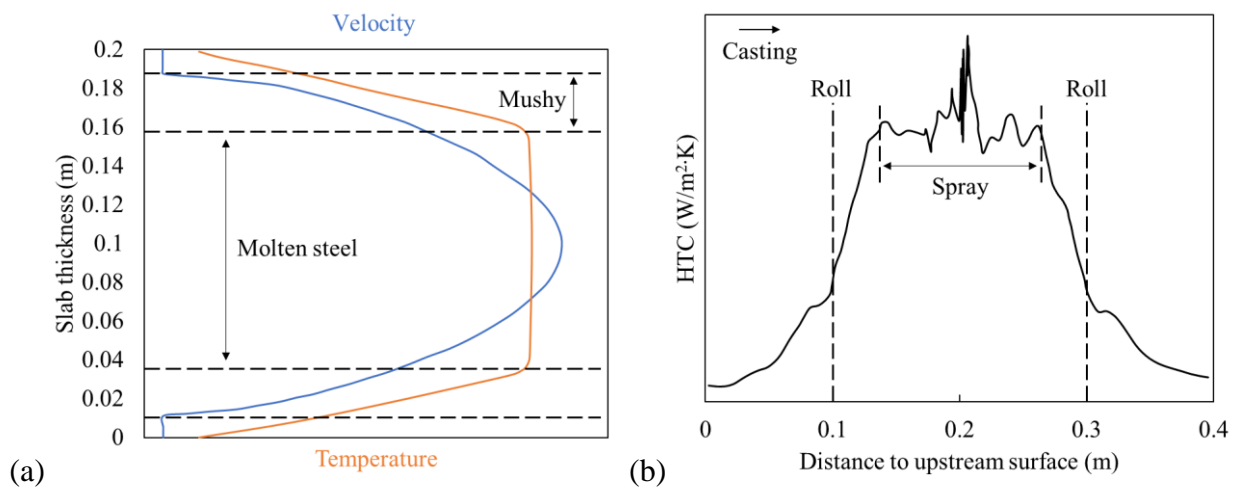 Velocity
0.2
0.18
0.16
0.14
0.12
0.1
0.08
0.06
0.04
0.02
0
Slab thickness (m)
Mushy
Molten steel
Temperature
(a)
Casting
Roll
Roll
Spray
HTC (W/m²·K)
0
0.1
0.2
0.3
0.4
Distance to upstream surface (m)
(b)